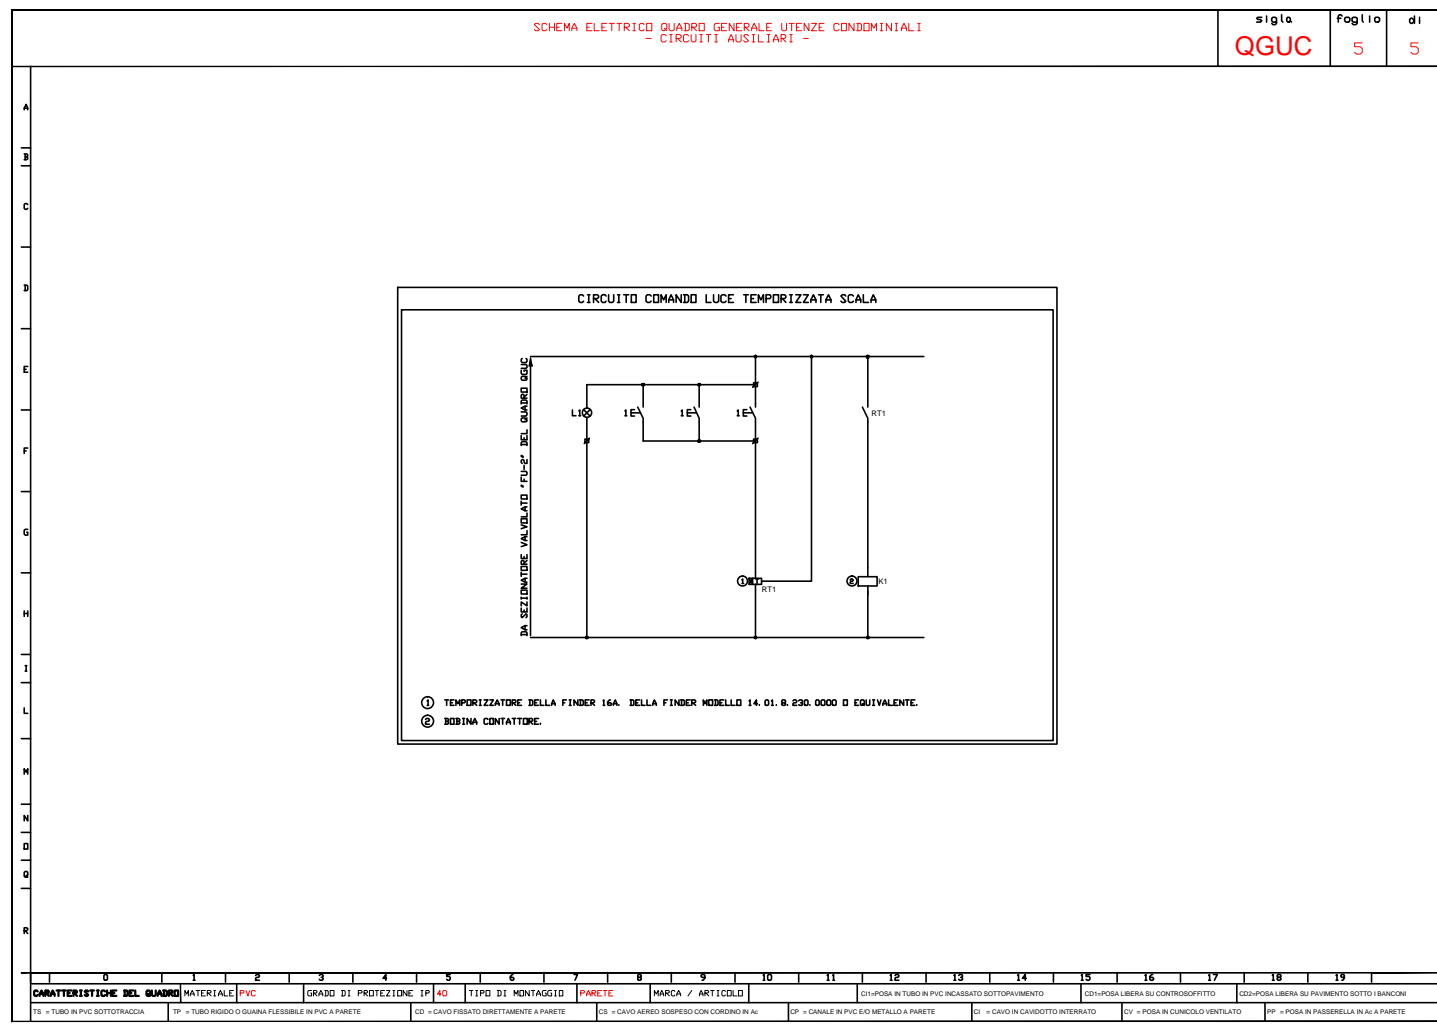 SCHEMA ELETTRICO QUADRO GENERALE UTENZE CONDOMINIALI
- CIRCUITI AUSILIARI -
sigla
foglio
di
QGUC
5
5
A
B
C
D
E
F
G
H
I
L
M
N
O
Q
R
CIRCUITO COMANDO LUCE TEMPORIZZATA SCALA
DA SEZIONATORE VALVOLATO "FU-2" DEL QUADRO QGUC
L1
1E
1E
1E
RT1
1
RT1
2
K1
1 TEMPORIZZATORE DELLA FINDER 16A. DELLA FINDER MODELLO 14.01.8.230.0000 O EQUIVALENTE.
2 BOBINA CONTATTORE.
0 1 2 3 4 5 6 7 8 9 10 11 12 13 14 15 16 17 18 19
CARATTERISTICHE DEL QUADRO MATERIALE PVC GRADO DI PROTEZIONE IP 40 TIPO DI MONTAGGIO PARETE MARCA / ARTICOLO CI1=POSA IN TUBO IN PVC INCASSATO SOTTOPAVIMENTO CD1=POSA LIBERA SU CONTROSOFFITTO CD2=POSA LIBERA SU PAVIMENTO SOTTO I BANCONI
TS = TUBO IN PVC SOTTOTRACCIA TP = TUBO RIGIDO O GUAINA FLESSIBILE IN PVC A PARETE CD = CAVO FISSATO DIRETTAMENTE A PARETE CS = CAVO AEREO SOSPESO CON CORDINO IN Ac CP = CANALE IN PVC E/O METALLO A PARETE CI = CAVO IN CAVIDOTTO INTERRATO CV = POSA IN CUNICOLO VENTILATO PP = POSA IN PASSERELLA IN Ac A PARETE